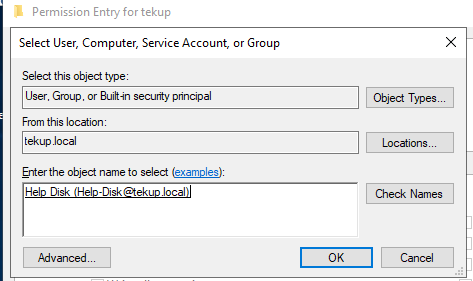 Permission Entry for tekup
Select User, Computer, Service Account, or Group
Select this object type:
User, Group, or Built-in security principal
Object Types...
From this location:
tekup.local
Locations...
Enter the object name to select (examples):
Help Disk (Help-Disk@tekup.local)
Check Names
Advanced...
OK
Cancel